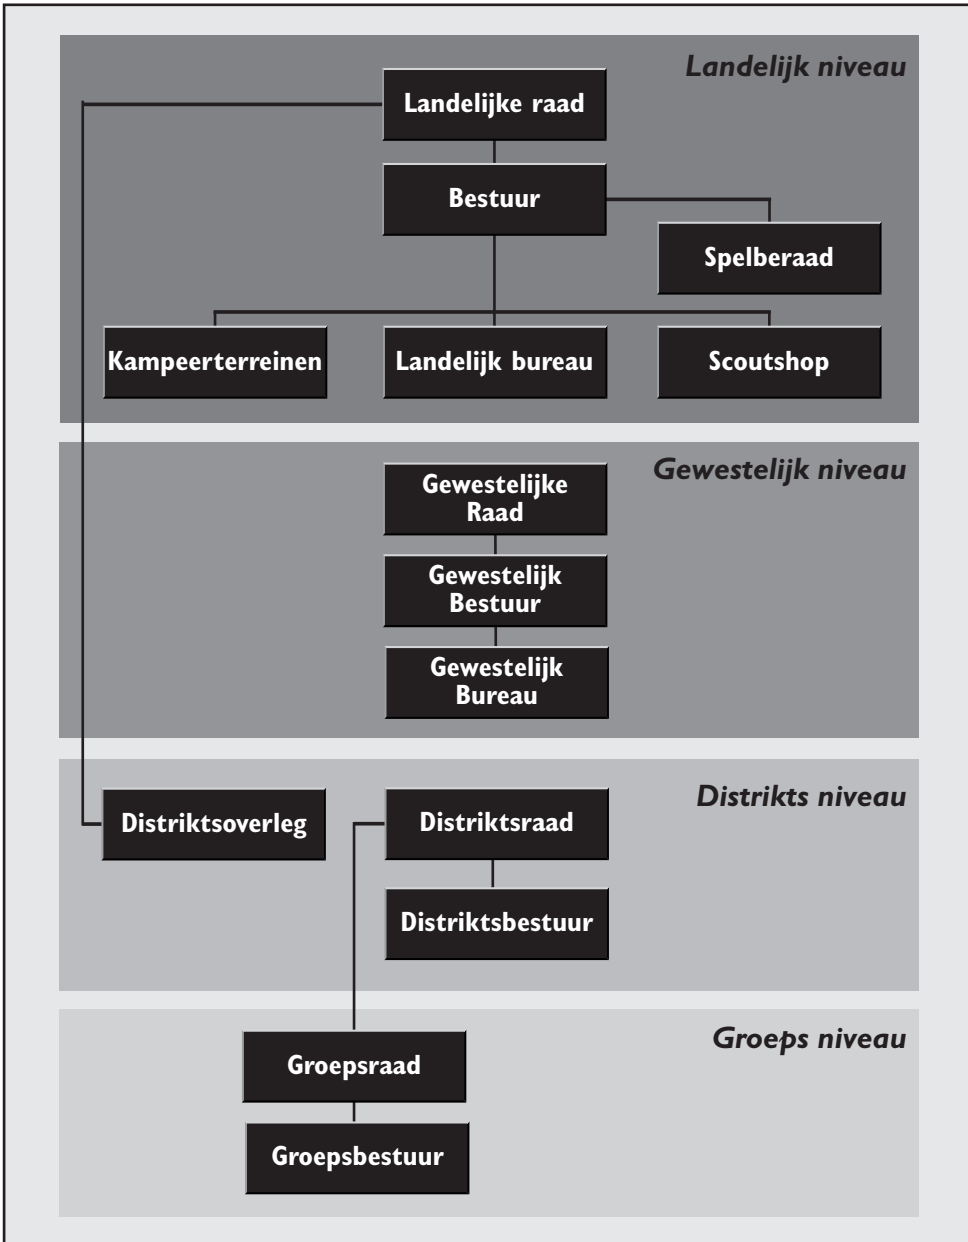 Landelijk niveau
Landelijke raad
Bestuur
Spelberaad
Kampeerterreinen
Landelijk bureau
Scoutshop
Gewestelijk niveau
Gewestelijke
Raad
Gewestelijk
Bestuur
Gewestelijk
Bureau
Distrikts niveau
Distriktsoverleg
Distriktsraad
Distriktsbestuur
Groeps niveau
Groepsraad
Groepsbestuur